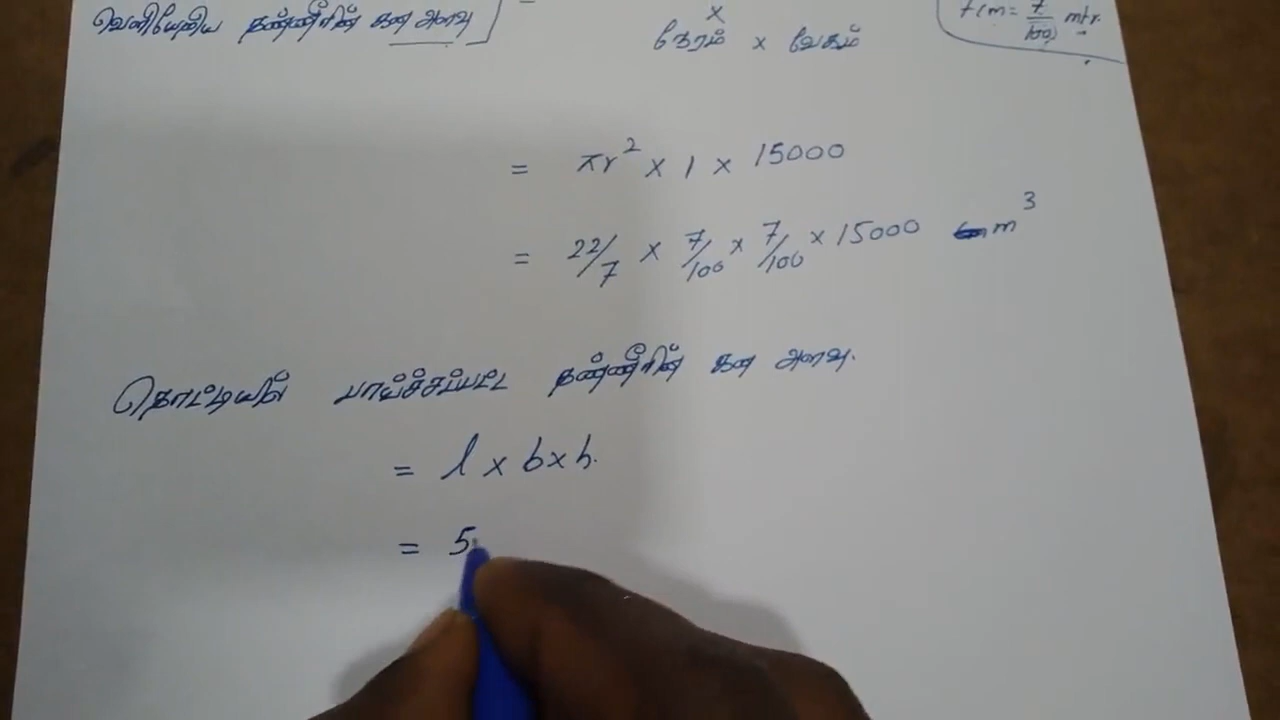 வெளியேறிய தண்ணீரின் கன அளவு ] =
×
நேரம் × வேகம்
7cm = 7/100 mtr.
= πr² × 1 × 15000
= 22/7 × 7/100 × 7/100 × 15000 m³
தொட்டியில் பாய்ச்சப்பட்ட தண்ணீரின் கன அளவு.
= l × b × h.
= 5